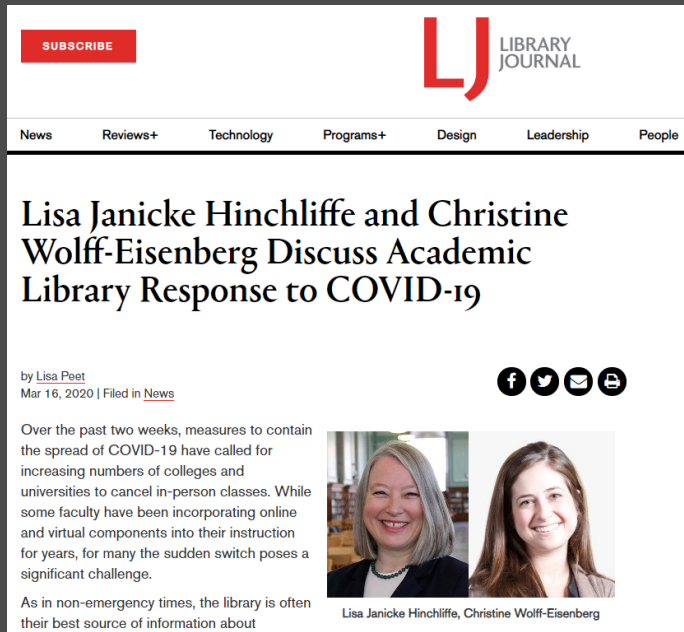 SUBSCRIBE
LJ LIBRARY
JOURNAL
News Reviews+ Technology Programs+ Design Leadership People
Lisa Janicke Hinchliffe and Christine
Wolff-Eisenberg Discuss Academic
Library Response to COVID-19
by Lisa Peet
Mar 16, 2020 | Filed in News
Over the past two weeks, measures to contain
the spread of COVID-19 have called for
increasing numbers of colleges and
universities to cancel in-person classes. While
some faculty have been incorporating online
and virtual components into their instruction
for years, for many the sudden switch poses a
significant challenge.
As in non-emergency times, the library is often
their best source of information about
Lisa Janicke Hinchliffe, Christine Wolff-Eisenberg